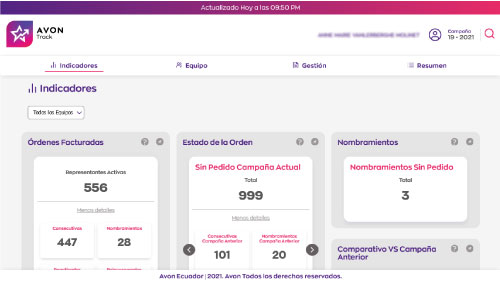 Actualizado Hoy a las 09:50 PM
AVON
Track
Campaña
19 - 2021
Indicadores
Equipo
Gestión
Resumen
Indicadores
Todos los Equipos
Órdenes Facturadas
Representantes Activas
556
Menos detalles
Consecutivas
447
Nombramientos
28
Estado de la Orden
Sin Pedido Campaña Actual
Total
999
Menos detalles
Consecutivas
Campaña Anterior
101
Nombramientos
Campaña Anterior
20
Nombramientos
Nombramientos Sin Pedido
Total
3
Comparativo VS Campaña
Anterior
Avon Ecuador | 2021. Avon Todos los derechos reservados.